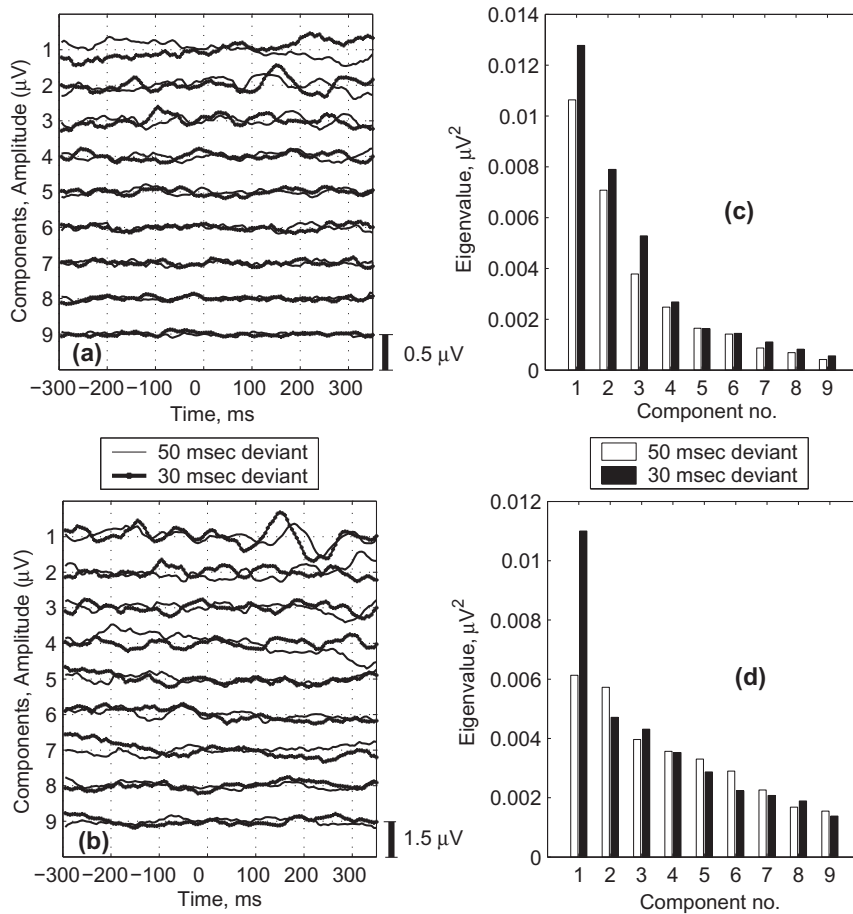 1
2
3
4
5
6
7
8
9
Components, Amplitude (μV)
(a)
0.5 μV
−300 −200 −100 0 100 200 300
Time, ms
0.014
0.012
0.01
0.008
0.006
0.004
0.002
0
Eigenvalue, μV²
(c)
1 2 3 4 5 6 7 8 9
Component no.
50 msec deviant
30 msec deviant
50 msec deviant
30 msec deviant
1
2
3
4
5
6
7
8
9
Components, Amplitude (μV)
(b)
1.5 μV
−300 −200 −100 0 100 200 300
Time, ms
0.012
0.01
0.008
0.006
0.004
0.002
0
Eigenvalue, μV²
(d)
1 2 3 4 5 6 7 8 9
Component no.